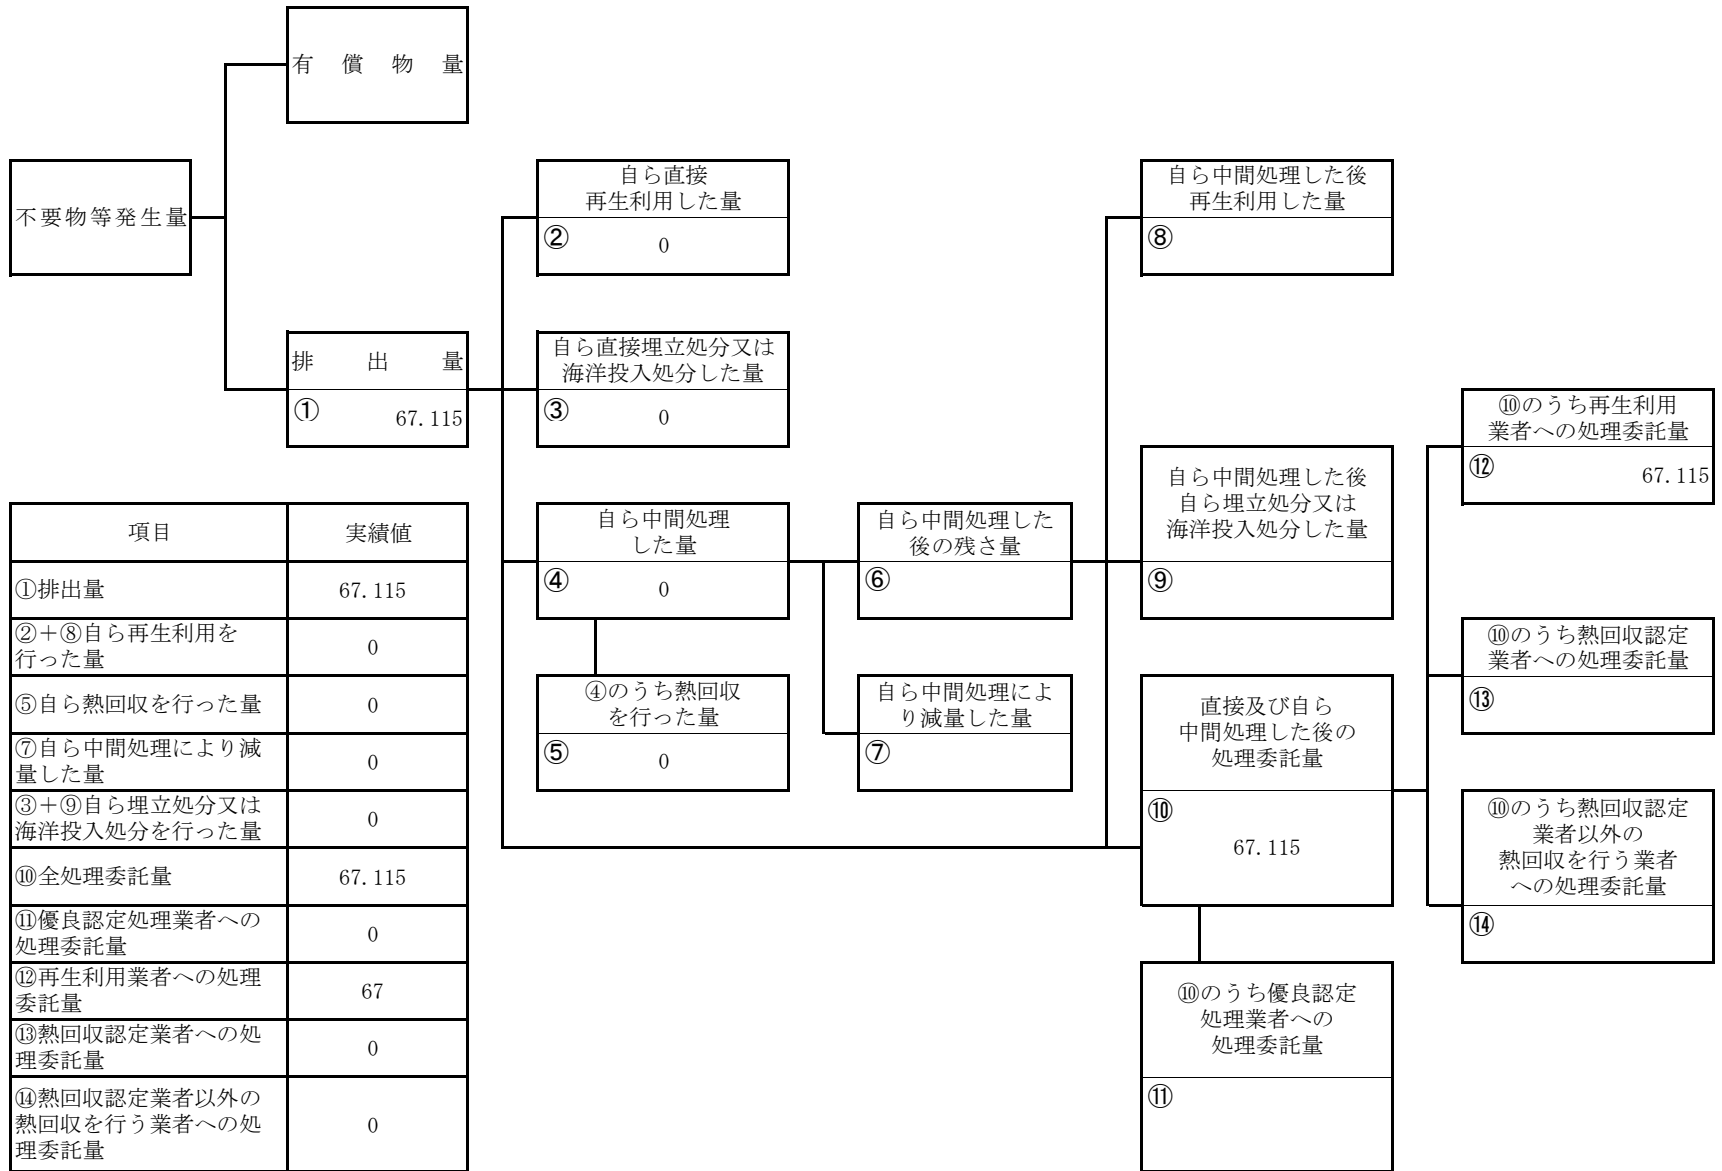 有償物量
不要物等発生量
排出量
① 67.115
自ら直接
再生利用した量
② 0
自ら直接埋立処分又は
海洋投入処分した量
③ 0
自ら中間処理
した量
④ 0
④のうち熱回収
を行った量
⑤ 0
自ら中間処理した
後の残さ量
⑥
自ら中間処理によ
り減量した量
⑦
自ら中間処理した後
再生利用した量
⑧
自ら中間処理した後
自ら埋立処分又は
海洋投入処分した量
⑨
直接及び自ら
中間処理した後の
処理委託量
⑩
67.115
⑩のうち優良認定
処理業者への
処理委託量
⑪
⑩のうち再生利用
業者への処理委託量
⑫ 67.115
⑩のうち熱回収認定
業者への処理委託量
⑬
⑩のうち熱回収認定
業者以外の
熱回収を行う業者
への処理委託量
⑭
項目 実績値
①排出量 67.115
②+⑧自ら再生利用を
行った量 0
⑤自ら熱回収を行った量 0
⑦自ら中間処理により減
量した量 0
③+⑨自ら埋立処分又は
海洋投入処分を行った量 0
⑩全処理委託量 67.115
⑪優良認定処理業者への
処理委託量 0
⑫再生利用業者への処理
委託量 67
⑬熱回収認定業者への処
理委託量 0
⑭熱回収認定業者以外の
熱回収を行う業者への処
理委託量 0